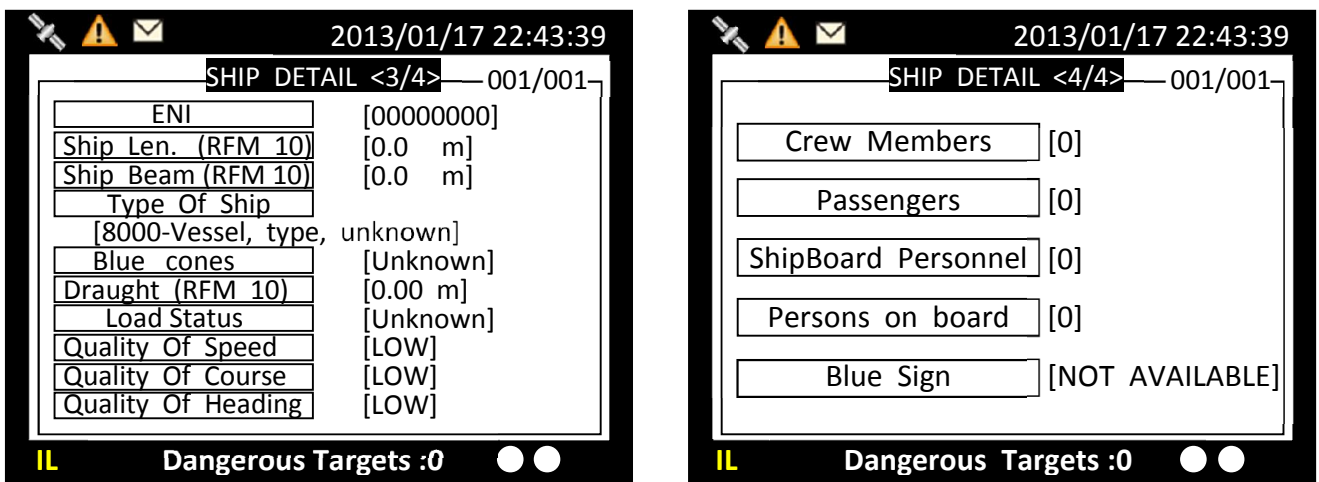 2013/01/17 22:43:39
SHIP DETAIL <3/4> 001/001
ENI [00000000]
Ship Len. (RFM 10) [0.0 m]
Ship Beam (RFM 10) [0.0 m]
Type Of Ship
[8000-Vessel, type, unknown]
Blue cones [Unknown]
Draught (RFM 10) [0.00 m]
Load Status [Unknown]
Quality Of Speed [LOW]
Quality Of Course [LOW]
Quality Of Heading [LOW]
IL Dangerous Targets :0
2013/01/17 22:43:39
SHIP DETAIL <4/4> 001/001
Crew Members [0]
Passengers [0]
ShipBoard Personnel [0]
Persons on board [0]
Blue Sign [NOT AVAILABLE]
IL Dangerous Targets :0